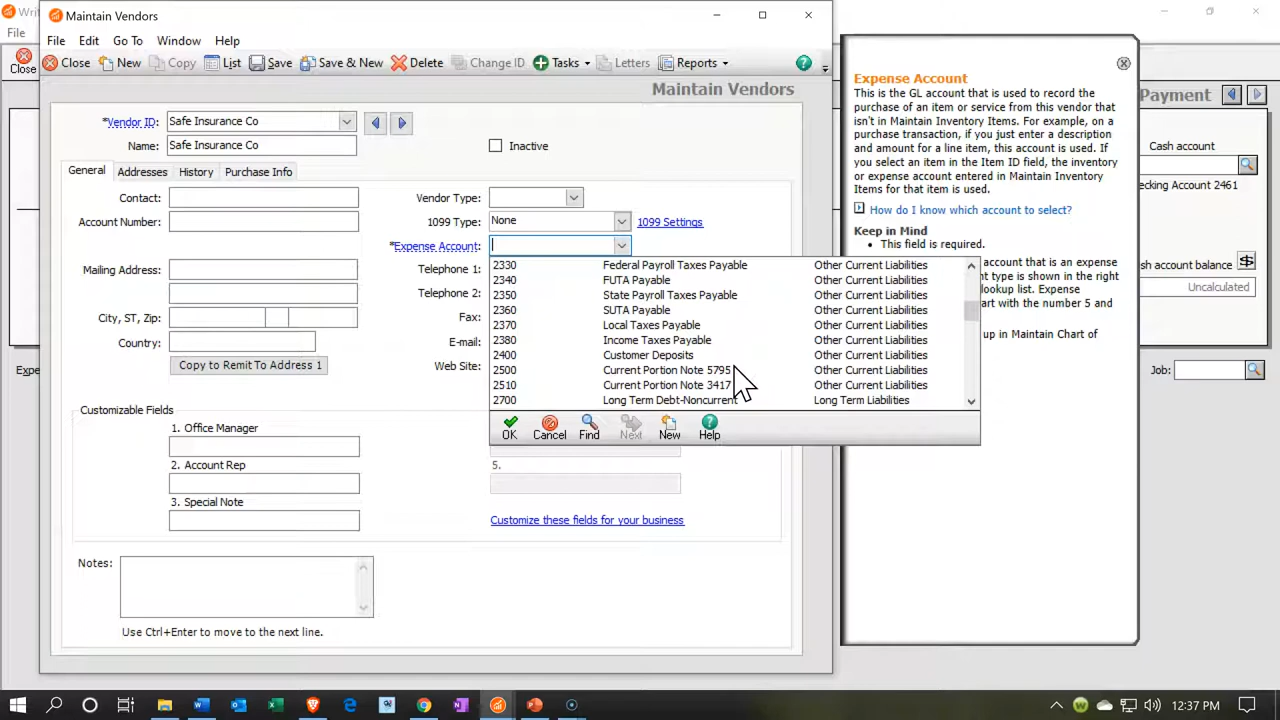 Wri
Maintain Vendors
File
File Edit Go To Window Help
Close
Close New Copy List Save Save & New Delete Change ID Tasks Letters Reports
Maintain Vendors
*Vendor ID: Safe Insurance Co
Name: Safe Insurance Co
Inactive
General Addresses History Purchase Info
Contact:
Account Number:
Mailing Address:
City, ST, Zip:
Country:
Copy to Remit To Address 1
Vendor Type:
1099 Type: None 1099 Settings
*Expense Account:
Telephone 1:
Telephone 2:
Fax:
E-mail:
Web Site:
2330 Federal Payroll Taxes Payable Other Current Liabilities
2340 FUTA Payable Other Current Liabilities
2350 State Payroll Taxes Payable Other Current Liabilities
2360 SUTA Payable Other Current Liabilities
2370 Local Taxes Payable Other Current Liabilities
2380 Income Taxes Payable Other Current Liabilities
2400 Customer Deposits Other Current Liabilities
2500 Current Portion Note 5795 Other Current Liabilities
2510 Current Portion Note 3417 Other Current Liabilities
2700 Long Term Debt-Noncurrent Long Term Liabilities
OK Cancel Find Next New Help
Customizable Fields
1. Office Manager
2. Account Rep
3. Special Note
5.
Customize these fields for your business
Notes:
Use Ctrl+Enter to move to the next line.
Expe
Expense Account
This is the GL account that is used to record the
purchase of an item or service from this vendor that
isn't in Maintain Inventory Items. For example, on a
purchase transaction, if you just enter a description
and amount for a line item, this account is used. If
you select an item in the Item ID field, the inventory
or expense account entered in Maintain Inventory
Items for that item is used.
How do I know which account to select?
Keep in Mind
• This field is required.
account that is an expense
nt type is shown in the right
lookup list. Expense
art with the number 5 and
up in Maintain Chart of
Payment
Cash account
ecking Account 2461
sh account balance
Uncalculated
Job:
12:37 PM